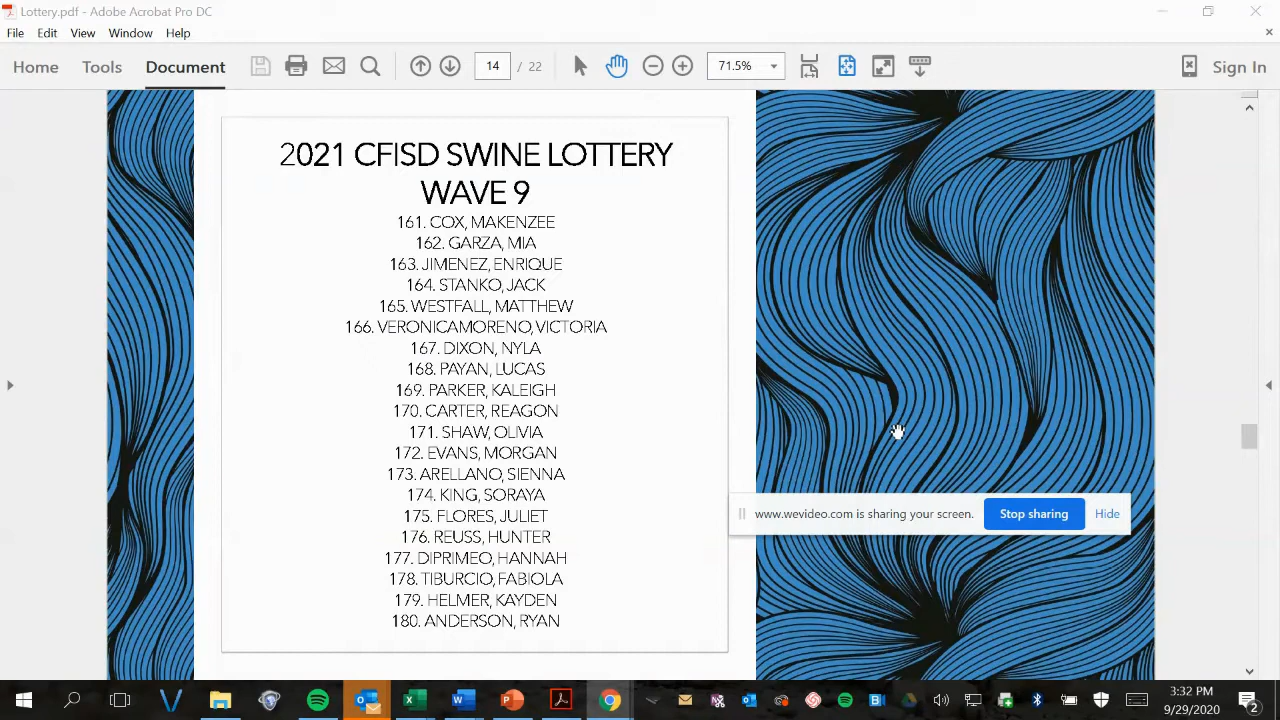 Lottery.pdf - Adobe Acrobat Pro DC
File Edit View Window Help
Home Tools Document 14 / 22 71.5% Sign In
2021 CFISD SWINE LOTTERY
WAVE 9
161. COX, MAKENZEE
162. GARZA, MIA
163. JIMENEZ, ENRIQUE
164. STANKO, JACK
165. WESTFALL, MATTHEW
166. VERONICAMORENO, VICTORIA
167. DIXON, NYLA
168. PAYAN, LUCAS
169. PARKER, KALEIGH
170. CARTER, REAGON
171. SHAW, OLIVIA
172. EVANS, MORGAN
173. ARELLANO, SIENNA
174. KING, SORAYA
175. FLORES, JULIET
176. REUSS, HUNTER
177. DIPRIMEO, HANNAH
178. TIBURCIO, FABIOLA
179. HELMER, KAYDEN
180. ANDERSON, RYAN
www.wevideo.com is sharing your screen. Stop sharing Hide
3:32 PM
9/29/2020
2